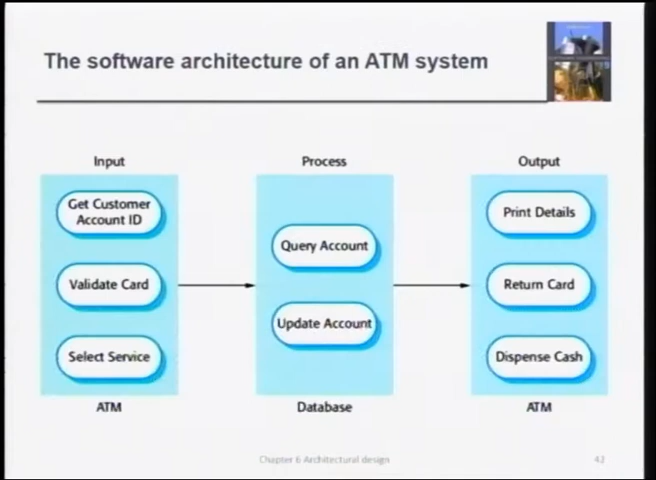 The software architecture of an ATM system
Input
Get Customer
Account ID
Validate Card
Select Service
ATM
Process
Query Account
Update Account
Database
Output
Print Details
Return Card
Dispense Cash
ATM
Chapter 6 Architectural design
42